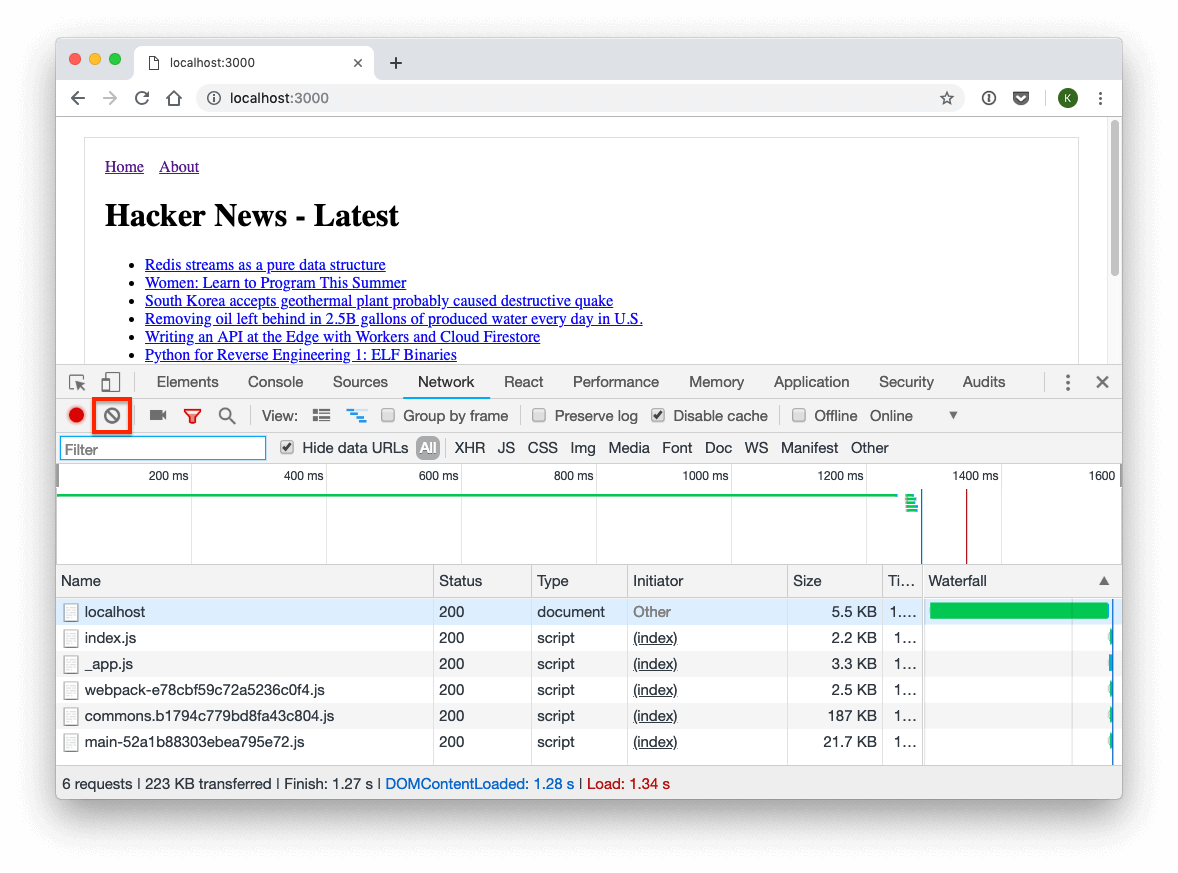 localhost:3000
localhost:3000
K
Home About
Hacker News - Latest
Redis streams as a pure data structure
Women: Learn to Program This Summer
South Korea accepts geothermal plant probably caused destructive quake
Removing oil left behind in 2.5B gallons of produced water every day in U.S.
Writing an API at the Edge with Workers and Cloud Firestore
Python for Reverse Engineering 1: ELF Binaries
Elements Console Sources Network React Performance Memory Application Security Audits
View: Group by frame Preserve log Disable cache Offline Online
Filter Hide data URLs All XHR JS CSS Img Media Font Doc WS Manifest Other
200 ms 400 ms 600 ms 800 ms 1000 ms 1200 ms 1400 ms 1600
Name Status Type Initiator Size Ti... Waterfall
localhost 200 document Other 5.5 KB 1....
index.js 200 script (index) 2.2 KB 1...
_app.js 200 script (index) 3.3 KB 1...
webpack-e78cbf59c72a5236c0f4.js 200 script (index) 2.5 KB 1...
commons.b1794c779bd8fa43c804.js 200 script (index) 187 KB 1...
main-52a1b88303ebea795e72.js 200 script (index) 21.7 KB 1...
6 requests | 223 KB transferred | Finish: 1.27 s | DOMContentLoaded: 1.28 s | Load: 1.34 s